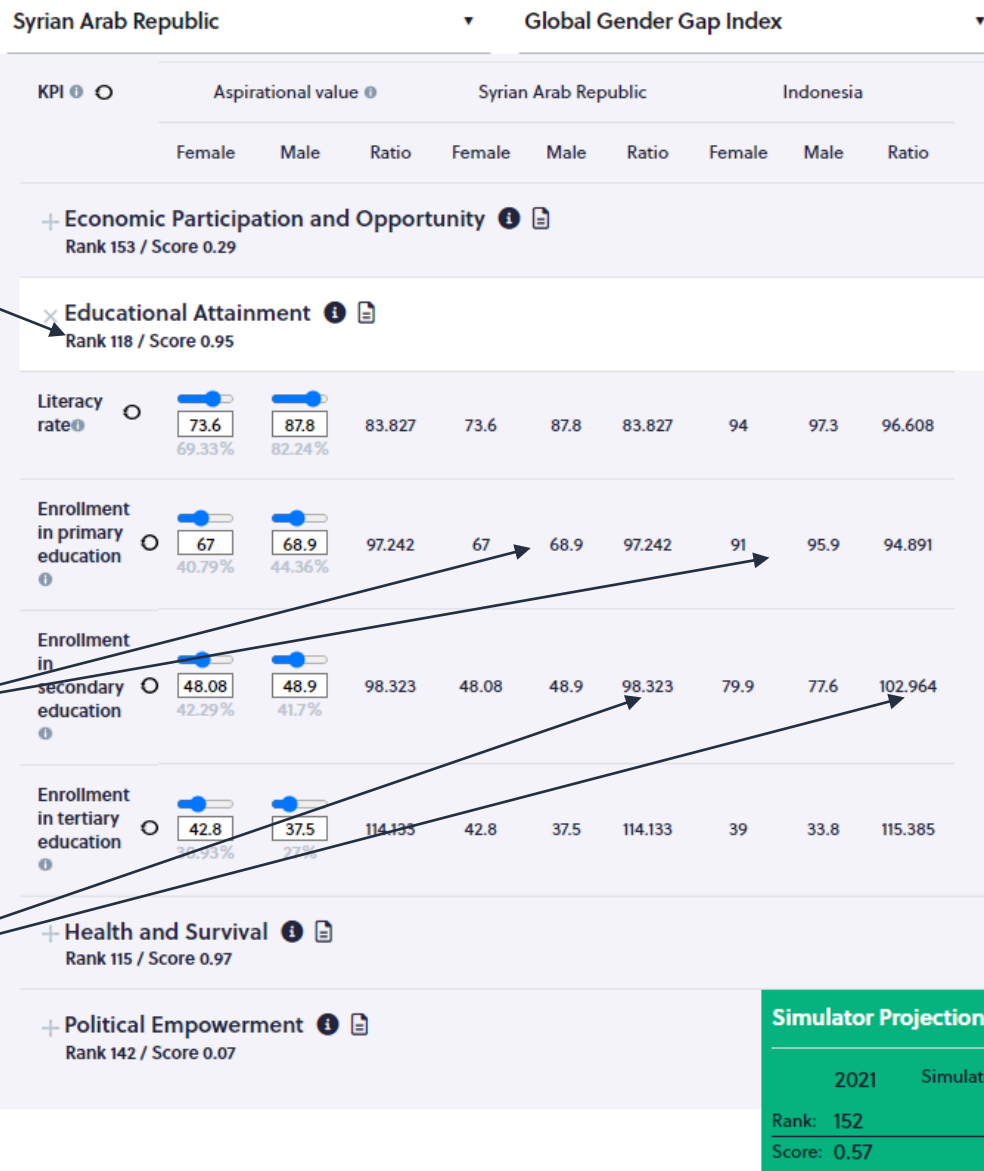 Syrian Arab Republic Global Gender Gap Index
KPI Aspirational value Syrian Arab Republic Indonesia
Female Male Ratio Female Male Ratio Female Male Ratio
Economic Participation and Opportunity
Rank 153 / Score 0.29
Educational Attainment
Rank 118 / Score 0.95
Literacy
rate 73.6 87.8 83.827 73.6 87.8 83.827 94 97.3 96.608
69.33% 82.24%
Enrollment
in primary
education 67 68.9 97.242 67 68.9 97.242 91 95.9 94.891
40.79% 44.36%
Enrollment
in
secondary 48.08 48.9 98.323 48.08 48.9 98.323 79.9 77.6 102.964
education 42.29% 41.7%
Enrollment
in tertiary
education 42.8 37.5 114.133 42.8 37.5 114.133 39 33.8 115.385
27%
Health and Survival
Rank 115 / Score 0.97
Political Empowerment
Rank 142 / Score 0.07
Simulator Projection
2021 Simulat
Rank: 152
Score: 0.57